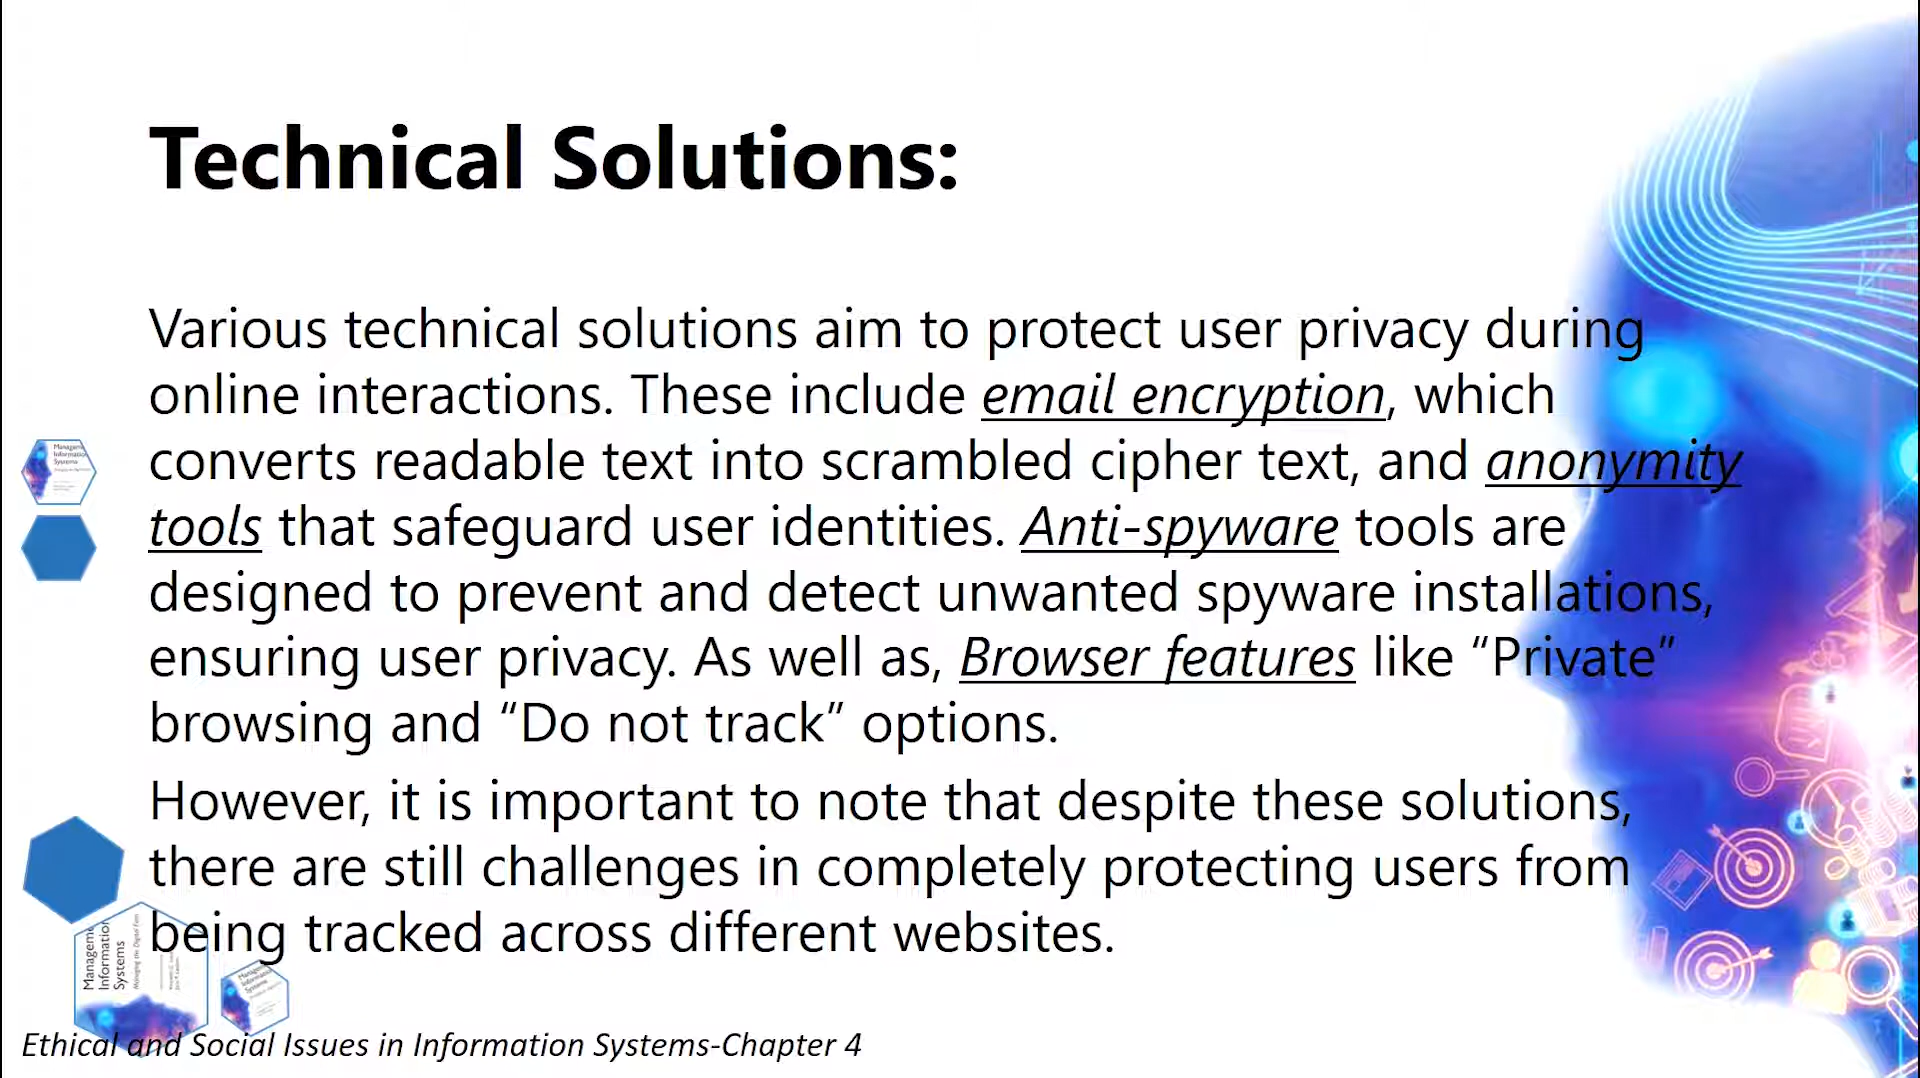 Technical Solutions:
Various technical solutions aim to protect user privacy during
online interactions. These include email encryption, which
converts readable text into scrambled cipher text, and anonymity
tools that safeguard user identities. Anti-spyware tools are
designed to prevent and detect unwanted spyware installations,
ensuring user privacy. As well as, Browser features like “Private”
browsing and “Do not track” options.
However, it is important to note that despite these solutions,
there are still challenges in completely protecting users from
being tracked across different websites.
Information
Systems
Information
Systems
Ethical and Social Issues in Information Systems-Chapter 4